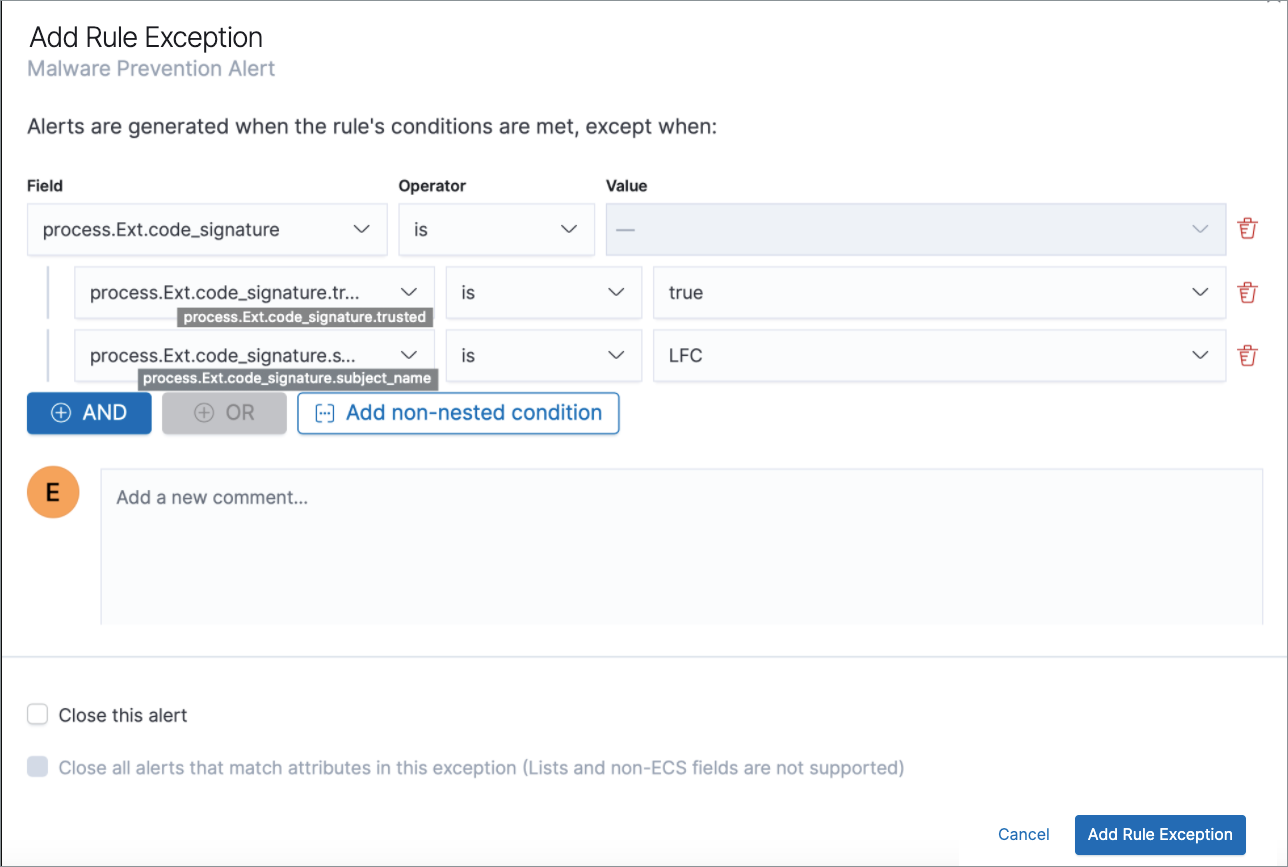 Add Rule Exception
Malware Prevention Alert
Alerts are generated when the rule's conditions are met, except when:
Field Operator Value
process.Ext.code_signature is —
process.Ext.code_signature.tr... is true
process.Ext.code_signature.trusted
process.Ext.code_signature.s... is LFC
process.Ext.code_signature.subject_name
AND OR Add non-nested condition
E Add a new comment...
Close this alert
Close all alerts that match attributes in this exception (Lists and non-ECS fields are not supported)
Cancel Add Rule Exception